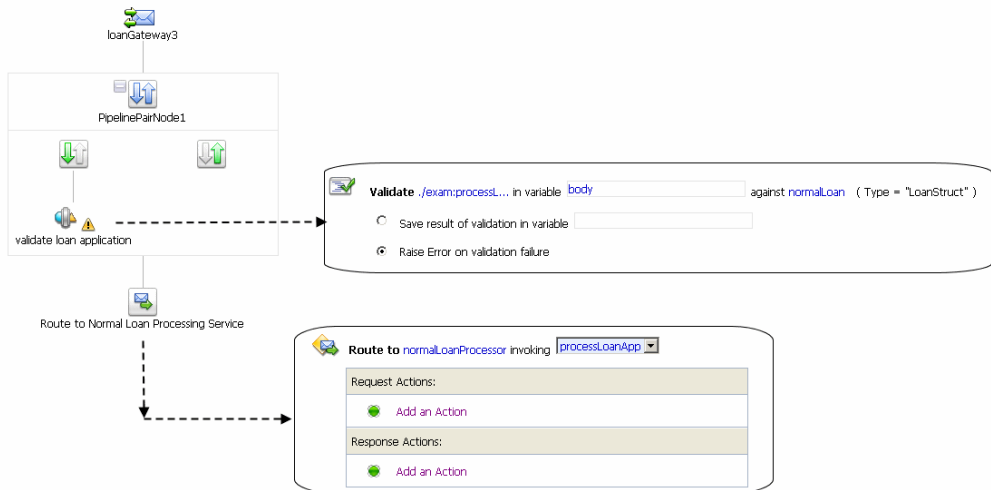 loanGateway3
PipelinePairNode1
validate loan application
Validate ./exam:processL... in variable body against normalLoan ( Type = "LoanStruct" )
Save result of validation in variable
Raise Error on validation failure
Route to Normal Loan Processing Service
Route to normalLoanProcessor invoking processLoanApp
Request Actions:
Add an Action
Response Actions:
Add an Action